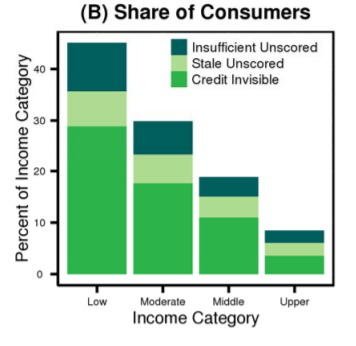 (B) Share of Consumers
Insufficient Unscored
Stale Unscored
Credit Invisible
Percent of Income Category
40
30
20
10
0
Low Moderate Middle Upper
Income Category